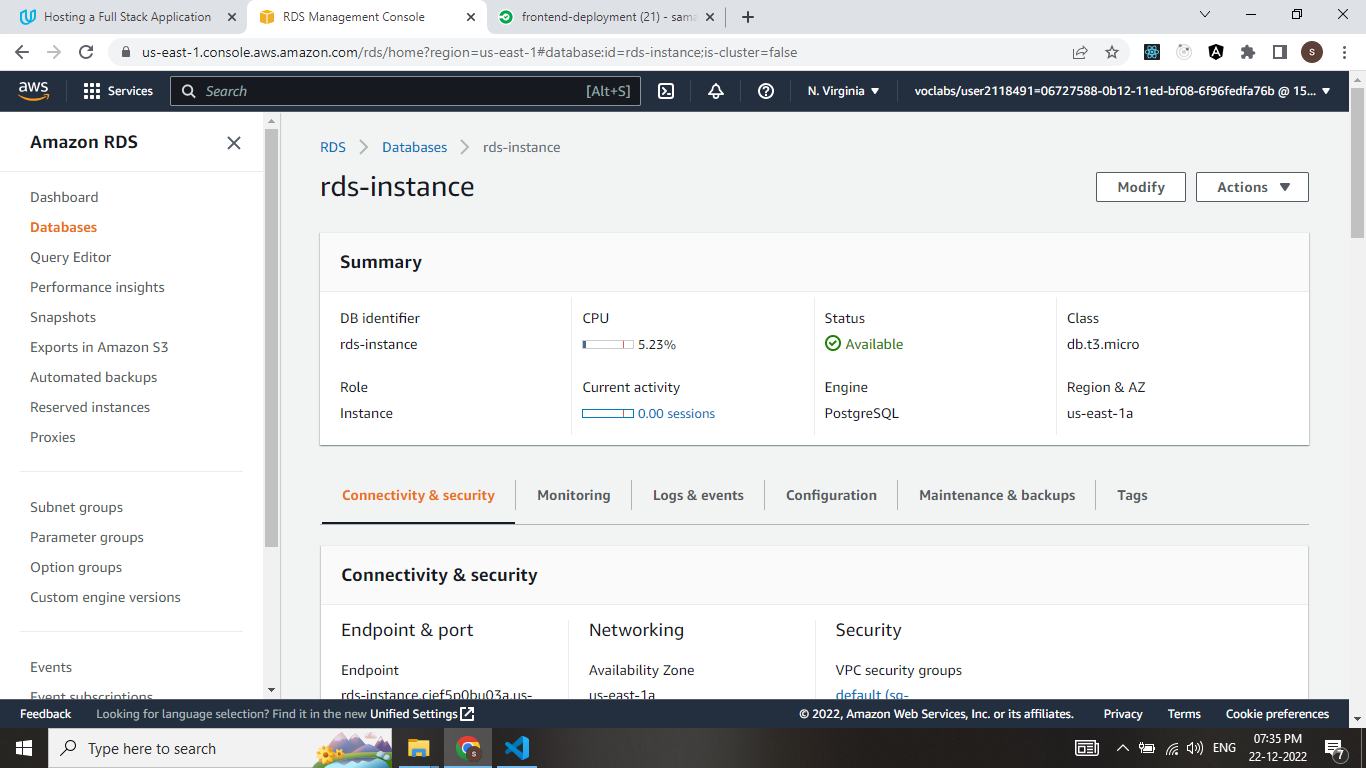 Hosting a Full Stack Application
RDS Management Console
frontend-deployment (21) - sama
us-east-1.console.aws.amazon.com/rds/home?region=us-east-1#database:id=rds-instance;is-cluster=false
S
aws
Services
Search
[Alt+S]
N. Virginia
voclabs/user2118491=06727588-0b12-11ed-bf08-6f96fedfa76b @ 15...
Amazon RDS
Dashboard
Databases
Query Editor
Performance insights
Snapshots
Exports in Amazon S3
Automated backups
Reserved instances
Proxies
Subnet groups
Parameter groups
Option groups
Custom engine versions
Events
Event subscriptions
RDS
Databases
rds-instance
rds-instance
Modify
Actions
Summary
DB identifier
rds-instance
CPU
5.23%
Status
Available
Class
db.t3.micro
Role
Instance
Current activity
0.00 sessions
Engine
PostgreSQL
Region & AZ
us-east-1a
Connectivity & security
Monitoring
Logs & events
Configuration
Maintenance & backups
Tags
Connectivity & security
Endpoint & port
Endpoint
rds-instance.cjef5p0bu03a.us-
Networking
Availability Zone
us-east-1a
Security
VPC security groups
default (sg-
Feedback
Looking for language selection? Find it in the new Unified Settings
© 2022, Amazon Web Services, Inc. or its affiliates.
Privacy
Terms
Cookie preferences
Type here to search
S
ENG
07:35 PM
22-12-2022
7